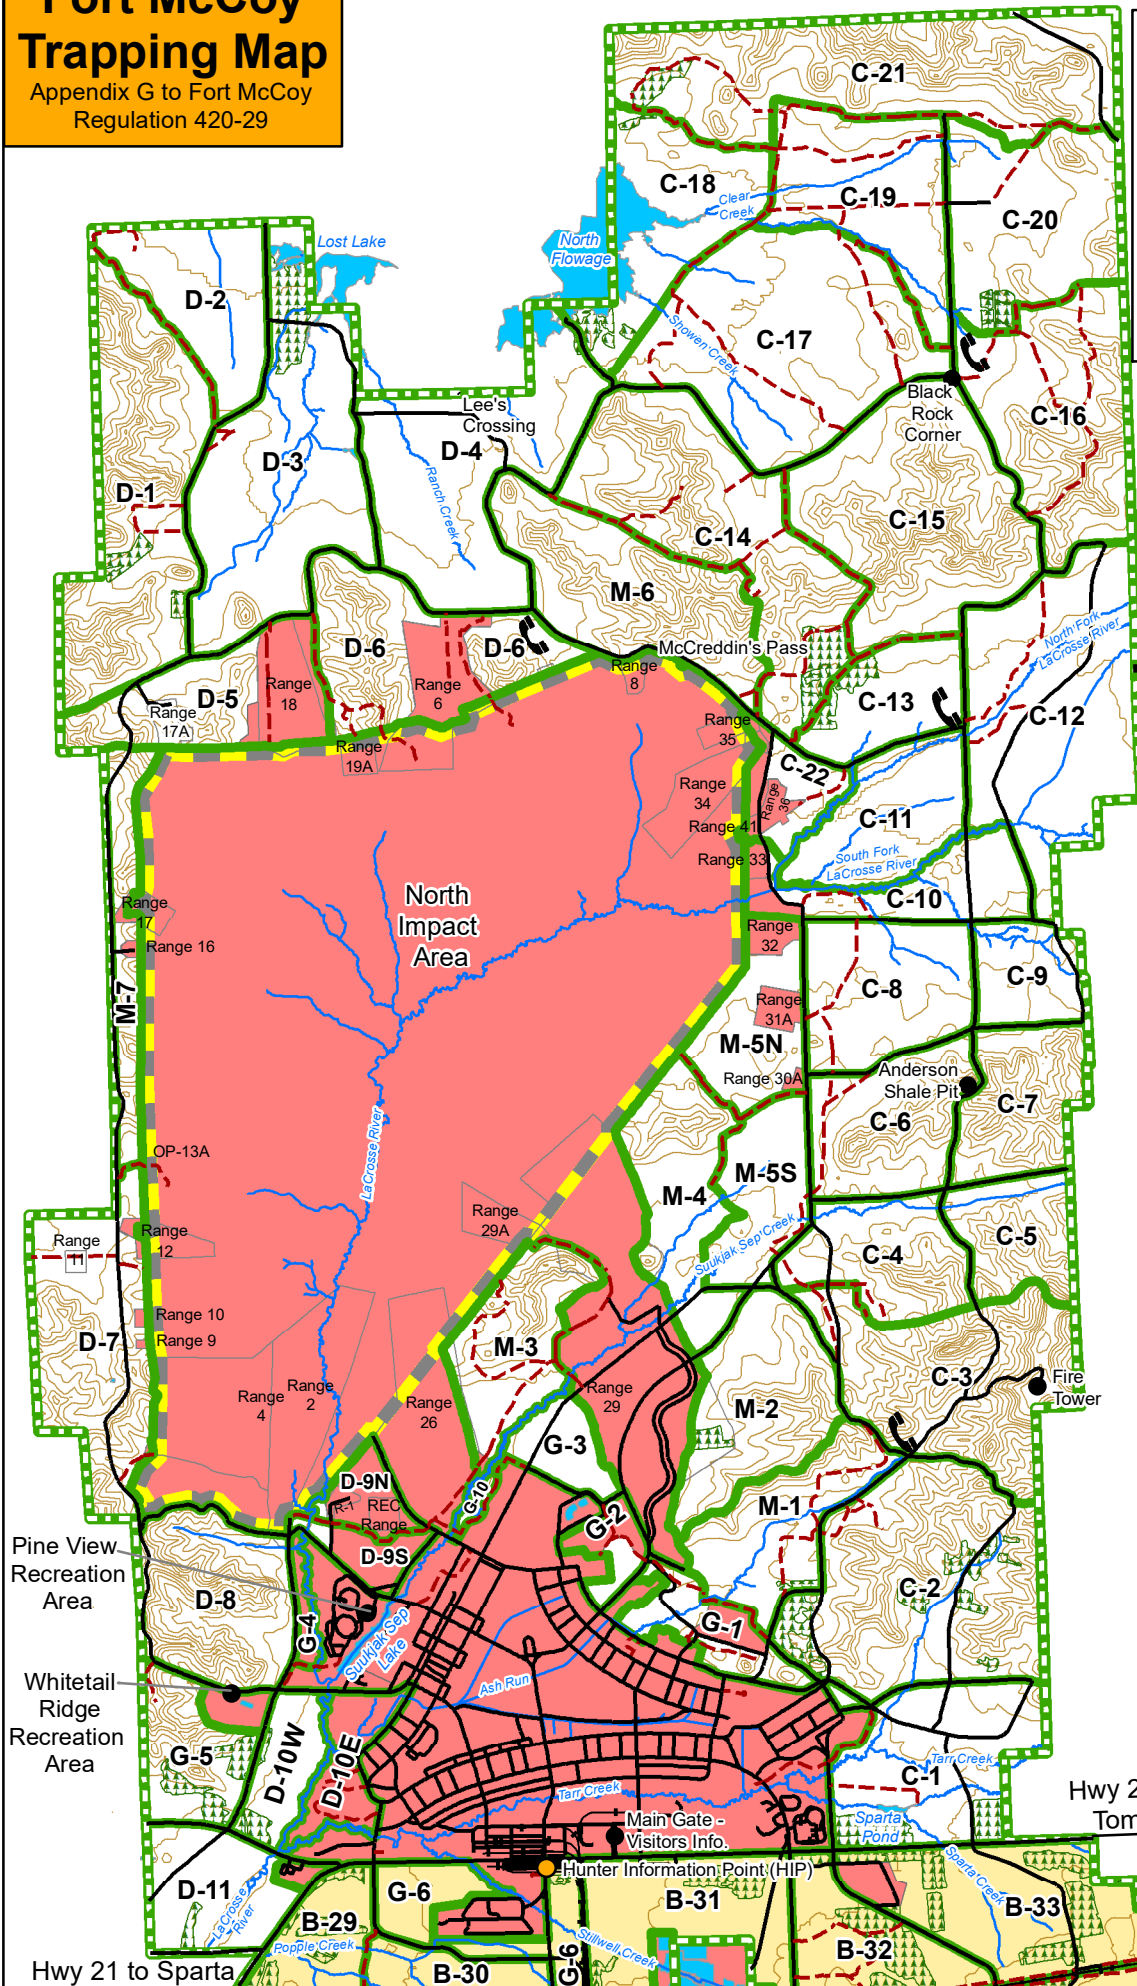 Fort McCoy
Trapping Map
Appendix G to Fort McCoy
Regulation 420-29
C-21
C-18
Clear
Creek
C-19
C-20
North
Flowage
Lost Lake
D-2
Showen Creek
C-17
Black
Rock
Corner
C-16
Lee's
Crossing
D-4
D-3
D-1
Ranch Creek
C-14
C-15
M-6
McCreddin's Pass
North Fork
LaCrosse River
D-6
D-6
Range
8
Range
18
Range
6
D-5
Range
17A
Range
19A
Range
35
C-13
C-12
C-22
Range
34
Range
36
Range 41
C-11
Range 33
South Fork
LaCrosse River
C-10
North
Impact
Area
Range
17
Range 16
Range
32
M-7
C-8
C-9
Range
31A
M-5N
Range 30A
Anderson
Shale Pit
C-7
C-6
OP-13A
LaCrosse River
M-5S
M-4
Range
29A
Suukjak Sep Creek
C-5
C-4
Range
12
Range
11
Range 10
Range 9
D-7
M-3
C-3
Fire
Tower
Range
4
Range
2
Range
26
Range
29
M-2
G-3
D-9N
R-1
REC
Range
G-10
G-2
M-1
D-9S
Pine View
Recreation
Area
D-8
C-2
G-4
Suukjak Sep
Lake
G-1
Ash Run
Whitetail
Ridge
Recreation
Area
G-5
D-10W
D-10E
Tarr Creek
Tarr Creek
C-1
Hwy 2
Tom
Main Gate -
Visitors Info.
Sparta
Pond
Hunter Information Point (HIP)
D-11
G-6
B-31
Sparta Creek
B-33
LaCrosse
River
B-29
Popple Creek
Stillwell Creek
B-32
Hwy 21 to Sparta
B-30
G-6